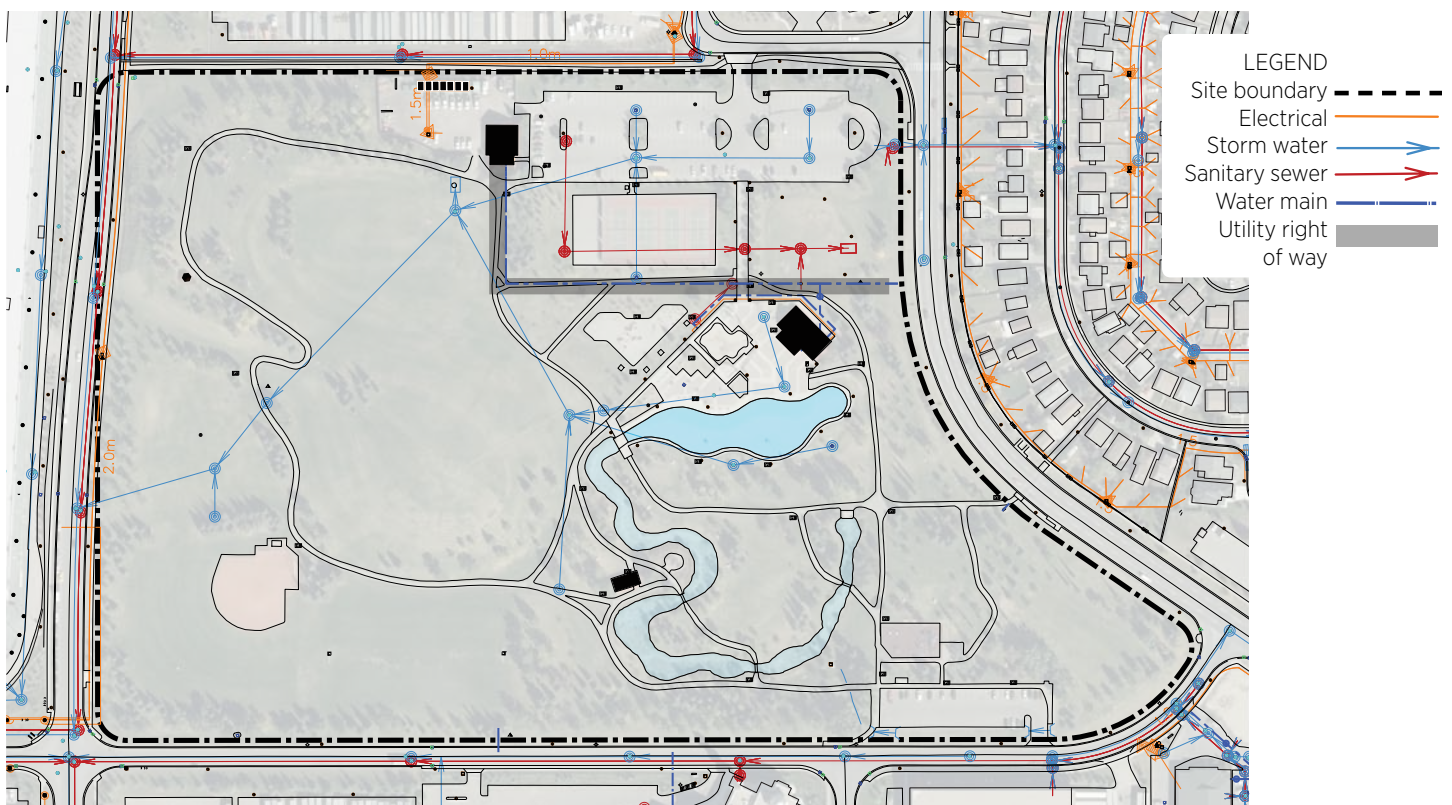 1.0m
1.5m
2.0m
LEGEND
Site boundary
Electrical
Storm water
Sanitary sewer
Water main
Utility right
of way